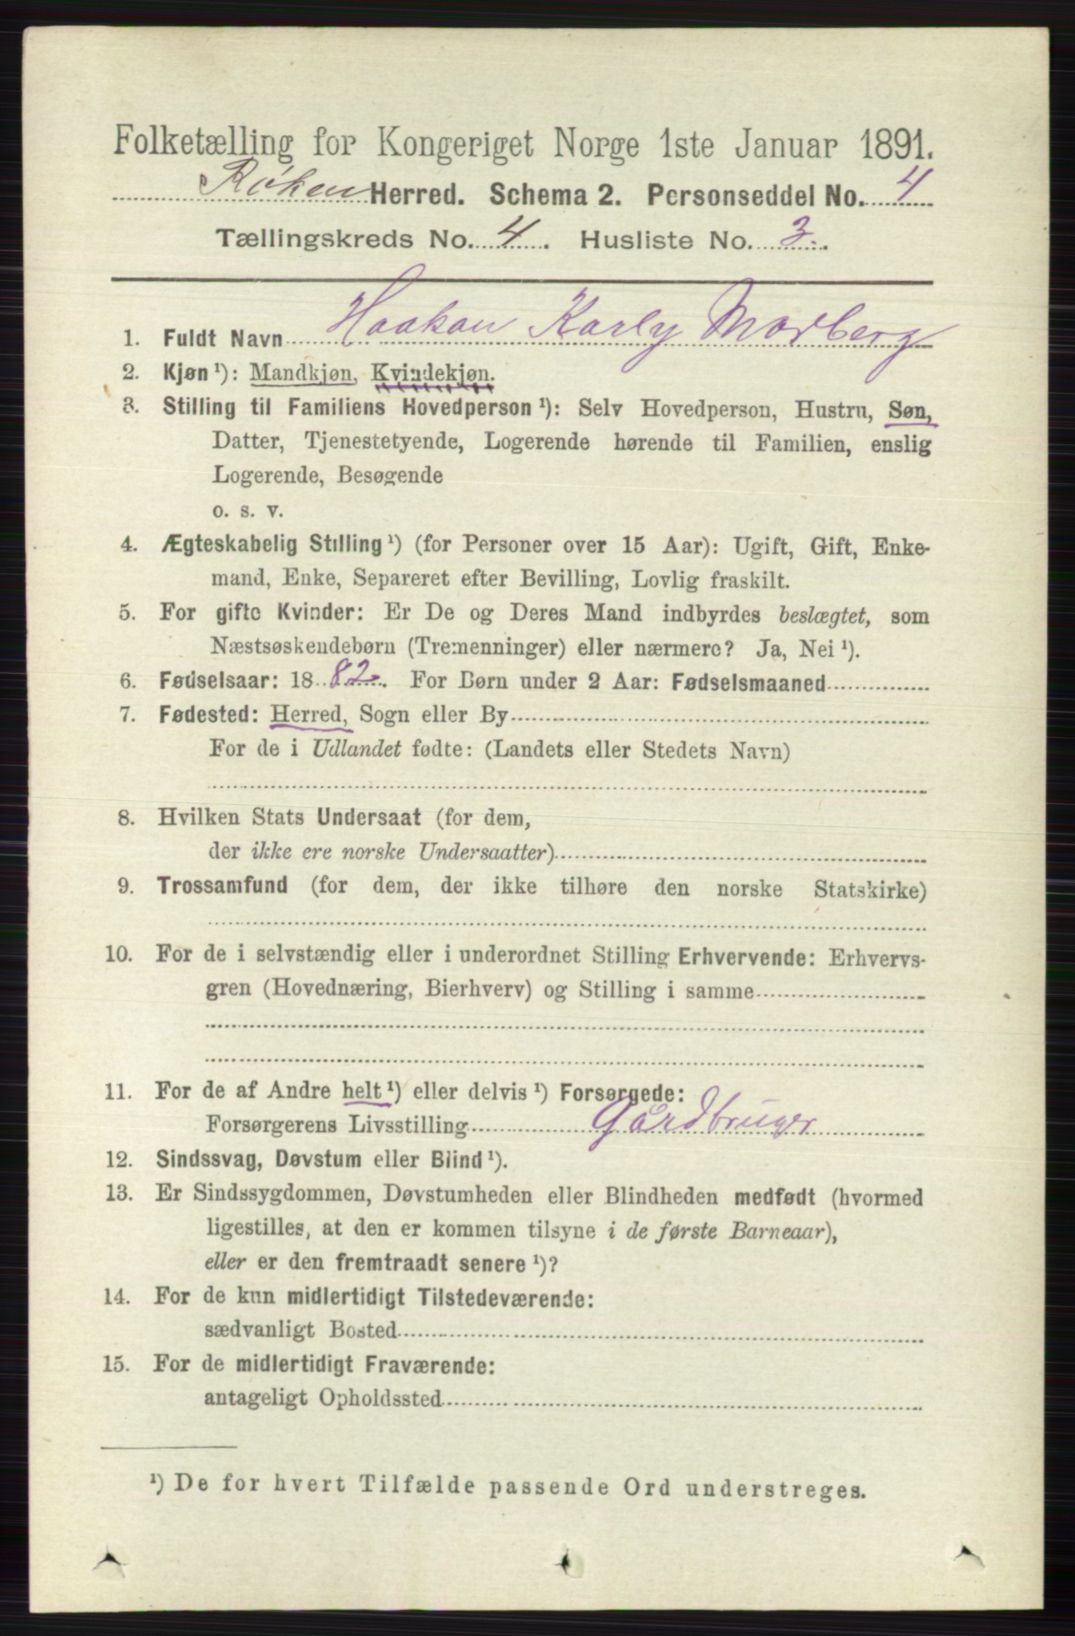 Folketælling for Kongeriget Norge 1ste Januar 1891.
Røken Herred. Schema 2. Personseddel No. 4
Tællingskreds No. 4. Husliste No. 3.
1. Fuldt Navn Haakon Karly Morberg
2. Kjøn ¹): Mandkjøn, Kvindekjøn.
3. Stilling til Familiens Hovedperson ¹): Selv Hovedperson, Hustru, Søn,
Datter, Tjenestetyende, Logerende hørende til Familien, enslig
Logerende, Besøgende
o. s. v.
4. Ægteskabelig Stilling ¹) (for Personer over 15 Aar): Ugift, Gift, Enke-
mand, Enke, Separeret efter Bevilling, Lovlig fraskilt.
5. For gifte Kvinder: Er De og Deres Mand indbyrdes beslægtet, som
Næstsøskendebørn (Tremenninger) eller nærmere? Ja, Nei ¹).
6. Fødselsaar: 1882. For Børn under 2 Aar: Fødselsmaaned
7. Fødested: Herred, Sogn eller By
For de i Udlandet fødte: (Landets eller Stedets Navn)
8. Hvilken Stats Undersaat (for dem,
der ikke ere norske Undersaatter)
9. Trossamfund (for dem, der ikke tilhøre den norske Statskirke)
10. For de i selvstændig eller i underordnet Stilling Erhvervende: Erhvervs-
gren (Hovednæring, Bierhverv) og Stilling i samme
11. For de af Andre helt ¹) eller delvis ¹) Forsørgede:
Forsørgerens Livsstilling Gårdbruger
12. Sindssvag, Døvstum eller Blind ¹).
13. Er Sindssygdommen, Døvstumheden eller Blindheden medfødt (hvormed
ligestilles, at den er kommen tilsyne i de første Barneaar),
eller er den fremtraadt senere ¹)?
14. For de kun midlertidigt Tilstedeværende:
sædvanligt Bosted
15. For de midlertidigt Fraværende:
antageligt Opholdssted
¹) De for hvert Tilfælde passende Ord understreges.